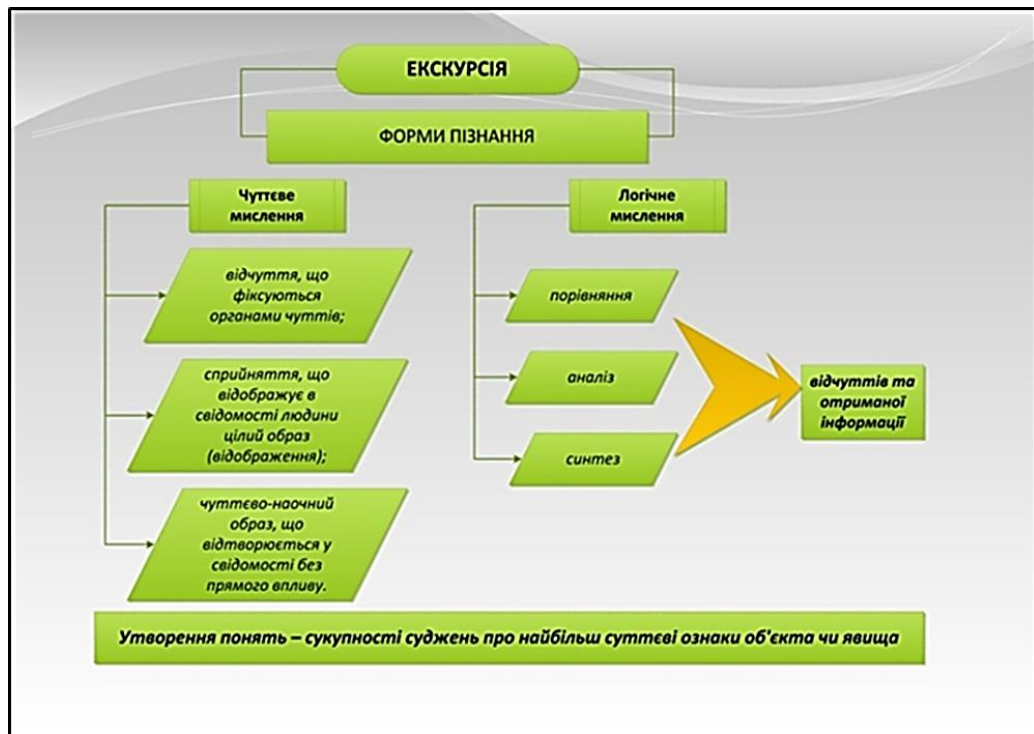 ЕКСКУРСІЯ
ФОРМИ ПІЗНАННЯ
Чуттєве
мислення
відчуття, що
фіксуються
органами чуттів;
сприйняття, що
відображує в
свідомості людини
цілий образ
(відображення);
чуттєво-наочний
образ, що
відтворюється у
свідомості без
прямого впливу.
Логічне
мислення
порівняння
аналіз
синтез
відчуттів та
отриманої
інформації
Утворення понять – сукупності суджень про найбільш суттєві ознаки об'єкта чи явища